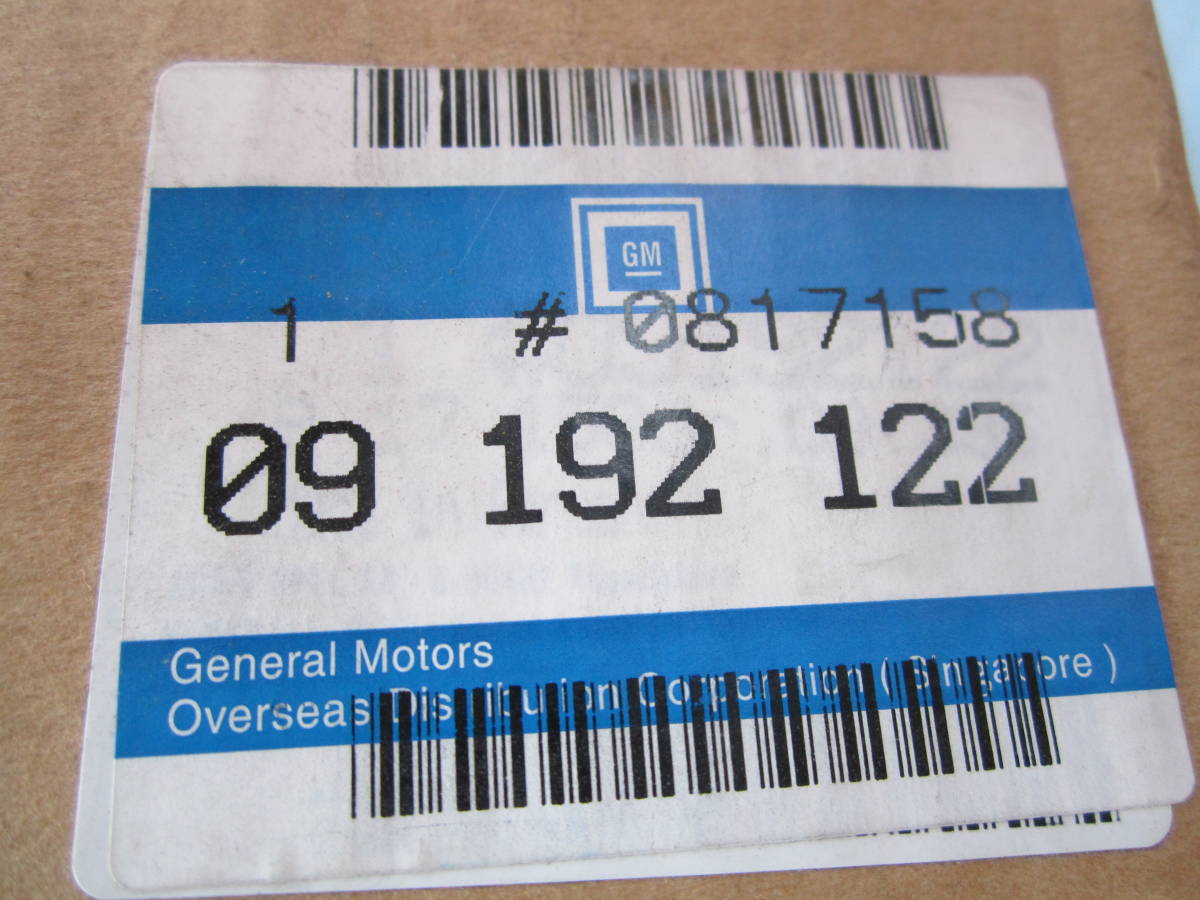 GM
1 # 0817158
09 192 122
General Motors
Overseas Distribution Corporation ( Singapore )